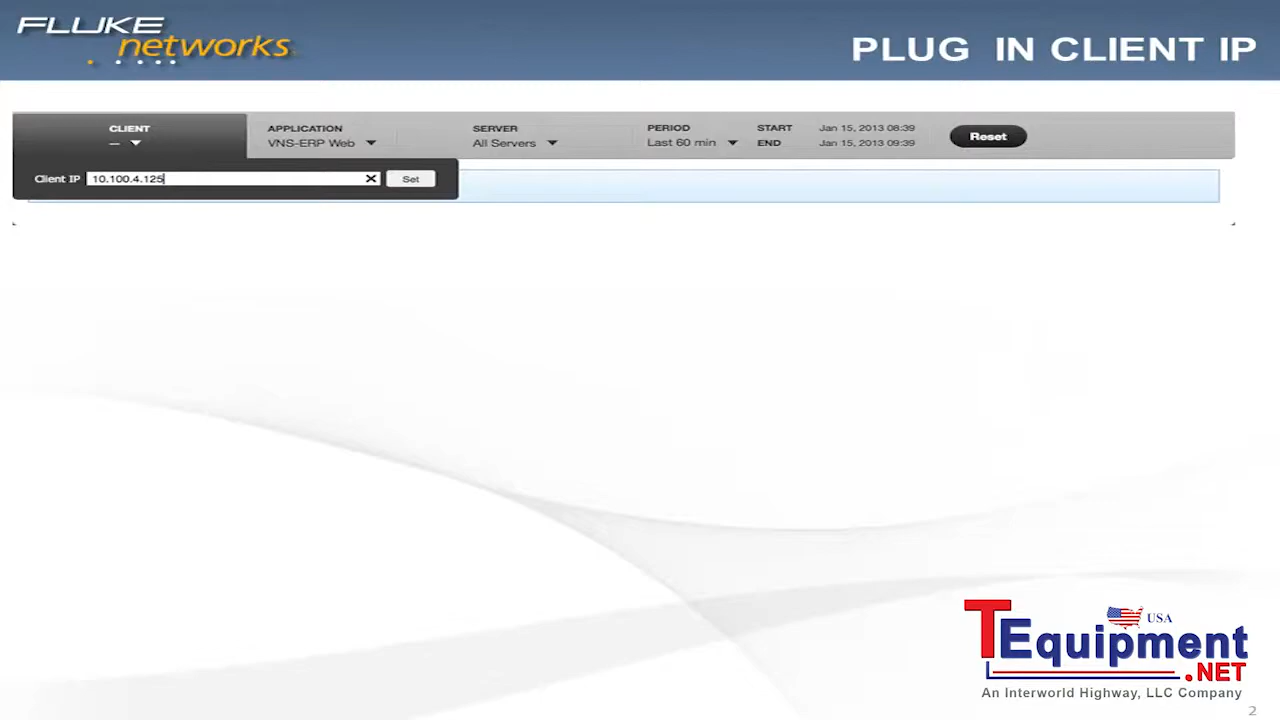 FLUKE
networks
PLUG IN CLIENT IP
CLIENT
--
APPLICATION
VNS-ERP Web
SERVER
All Servers
PERIOD
Last 60 min
START Jan 15, 2013 08:39
END Jan 15, 2013 09:39
Reset
Client IP 10.100.4.125 Set
USA
TEquipment
.NET
An Interworld Highway, LLC Company
2